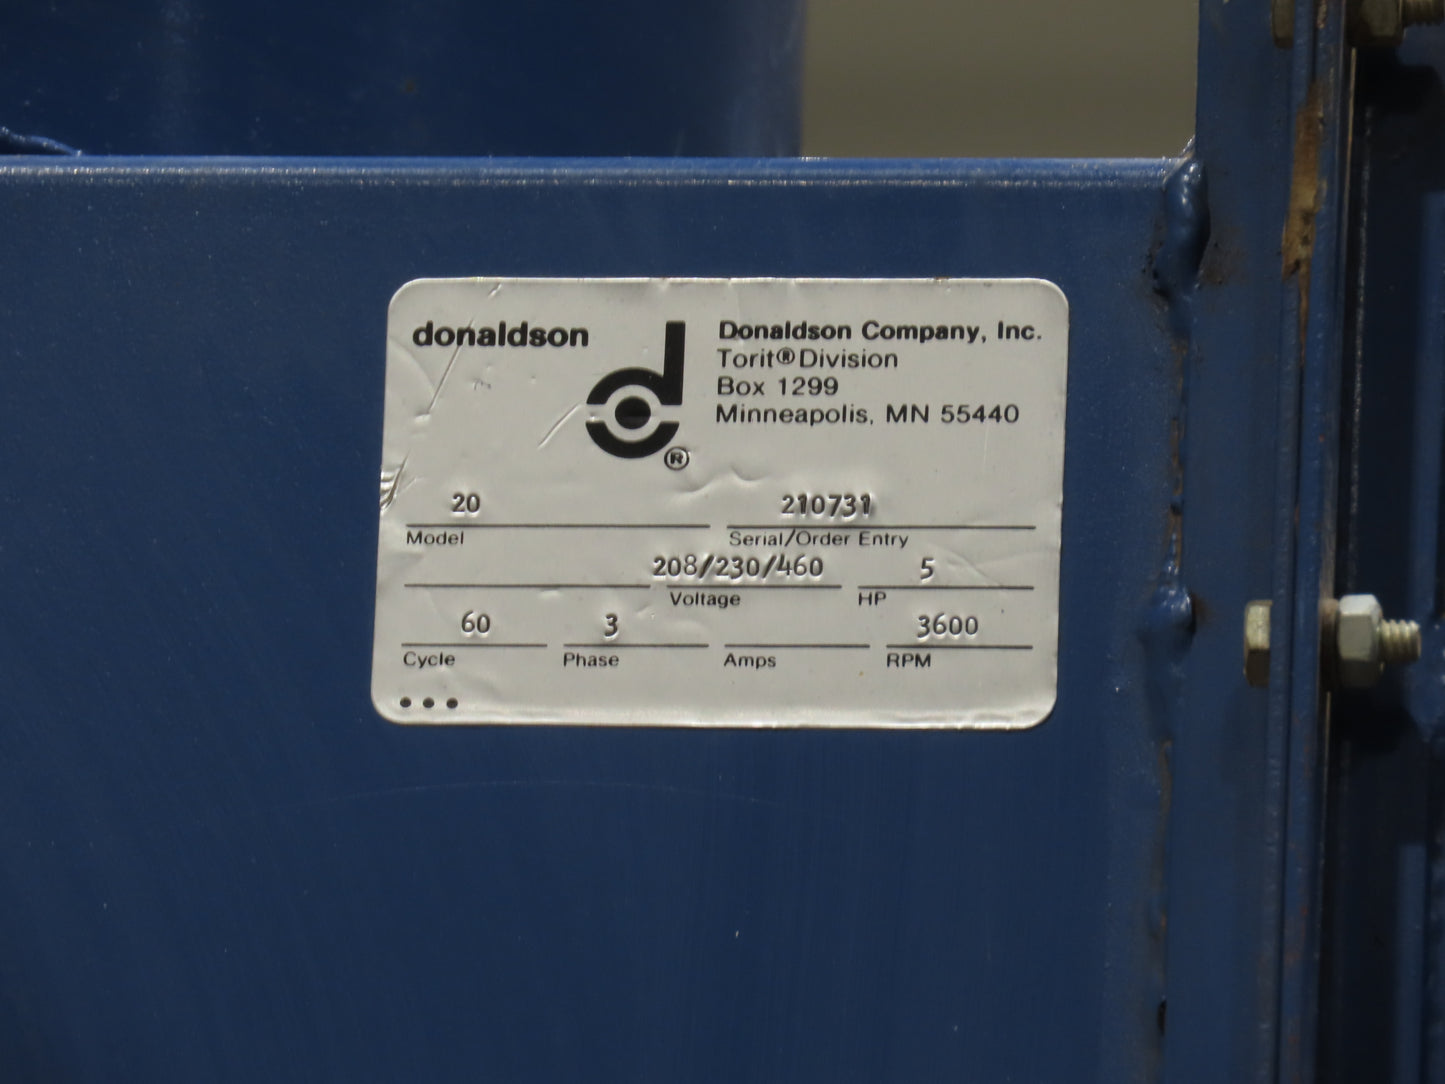 donaldson
®
Donaldson Company, Inc.
Torit® Division
Box 1299
Minneapolis, MN 55440
20 210731
Model Serial/Order Entry
208/230/460 5
Voltage HP
60 3 3600
Cycle Phase Amps RPM